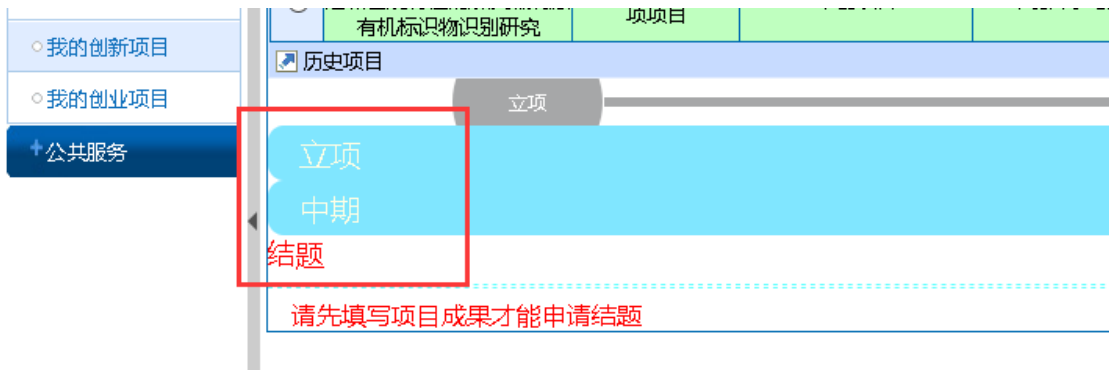 有机标识物识别研究
项项目
我的创新项目
历史项目
我的创业项目
立项
公共服务
立项
中期
结题
请先填写项目成果才能申请结题